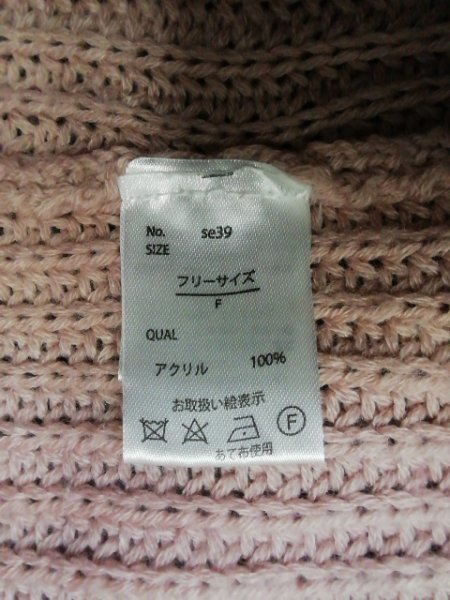 No. se39
SIZE
フリーサイズ
F
QUAL
アクリル 100%
お取扱い絵表示
F
あて布使用